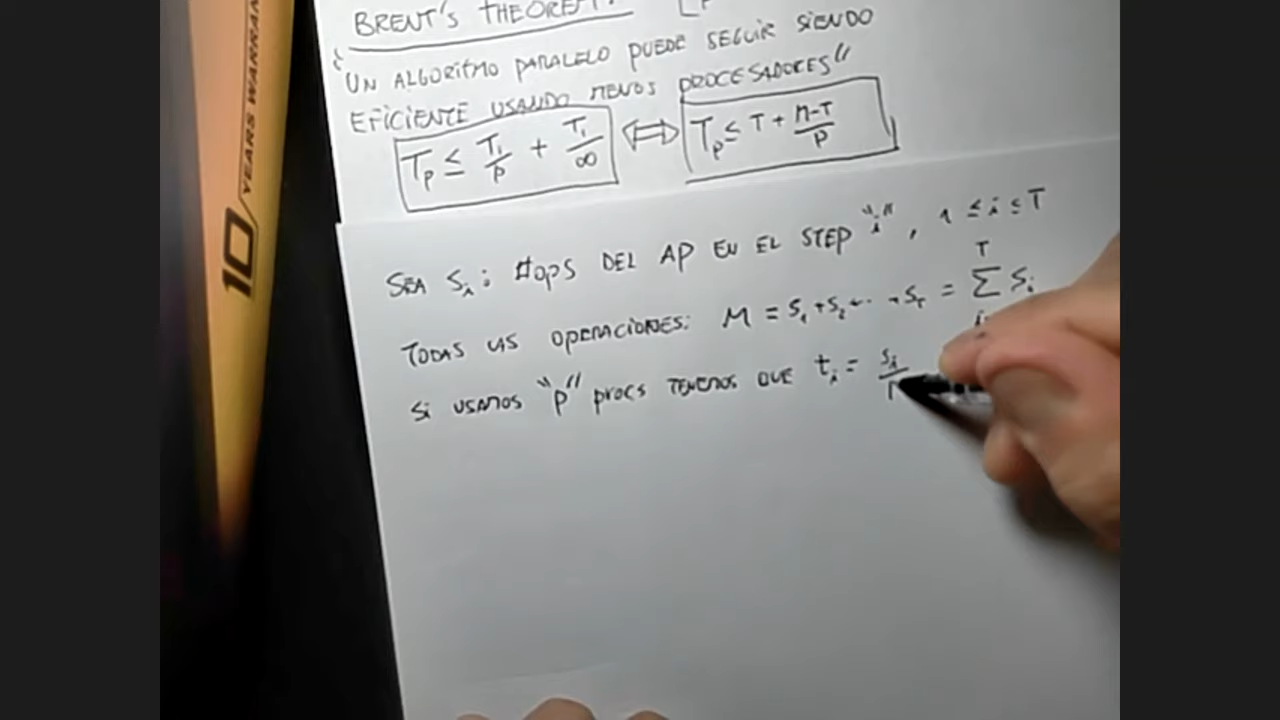 BRENT'S THEOREM:
"UN ALGORITMO PARALELO PUEDE SEGUIR SIENDO
EFICIENTE USANDO MENOS PROCESADORES"
Tp ≤ T1/p + T1/∞ ⟺ Tp ≤ T + n-T/p
SEA Si: #OPS DEL AP EN EL STEP "i", 1 ≤ i ≤ T
TODAS LAS OPERACIONES: M = S1+S2+...+ST = T∑ Si
SI USAMOS "P" PROCS TENEMOS QUE ti = Si/
10 YEARS WARRAN